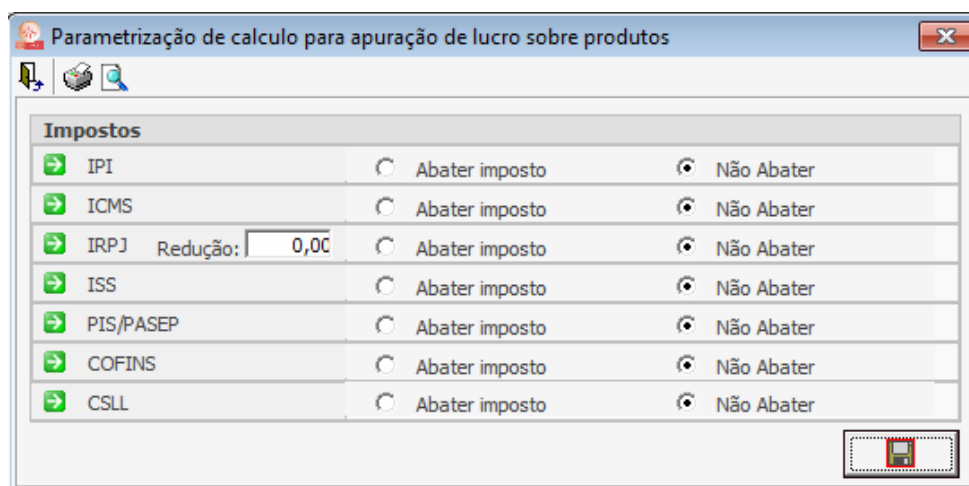 Parametrização de calculo para apuração de lucro sobre produtos
Impostos
IPI Abater imposto Não Abater
ICMS Abater imposto Não Abater
IRPJ Redução: 0,00 Abater imposto Não Abater
ISS Abater imposto Não Abater
PIS/PASEP Abater imposto Não Abater
COFINS Abater imposto Não Abater
CSLL Abater imposto Não Abater